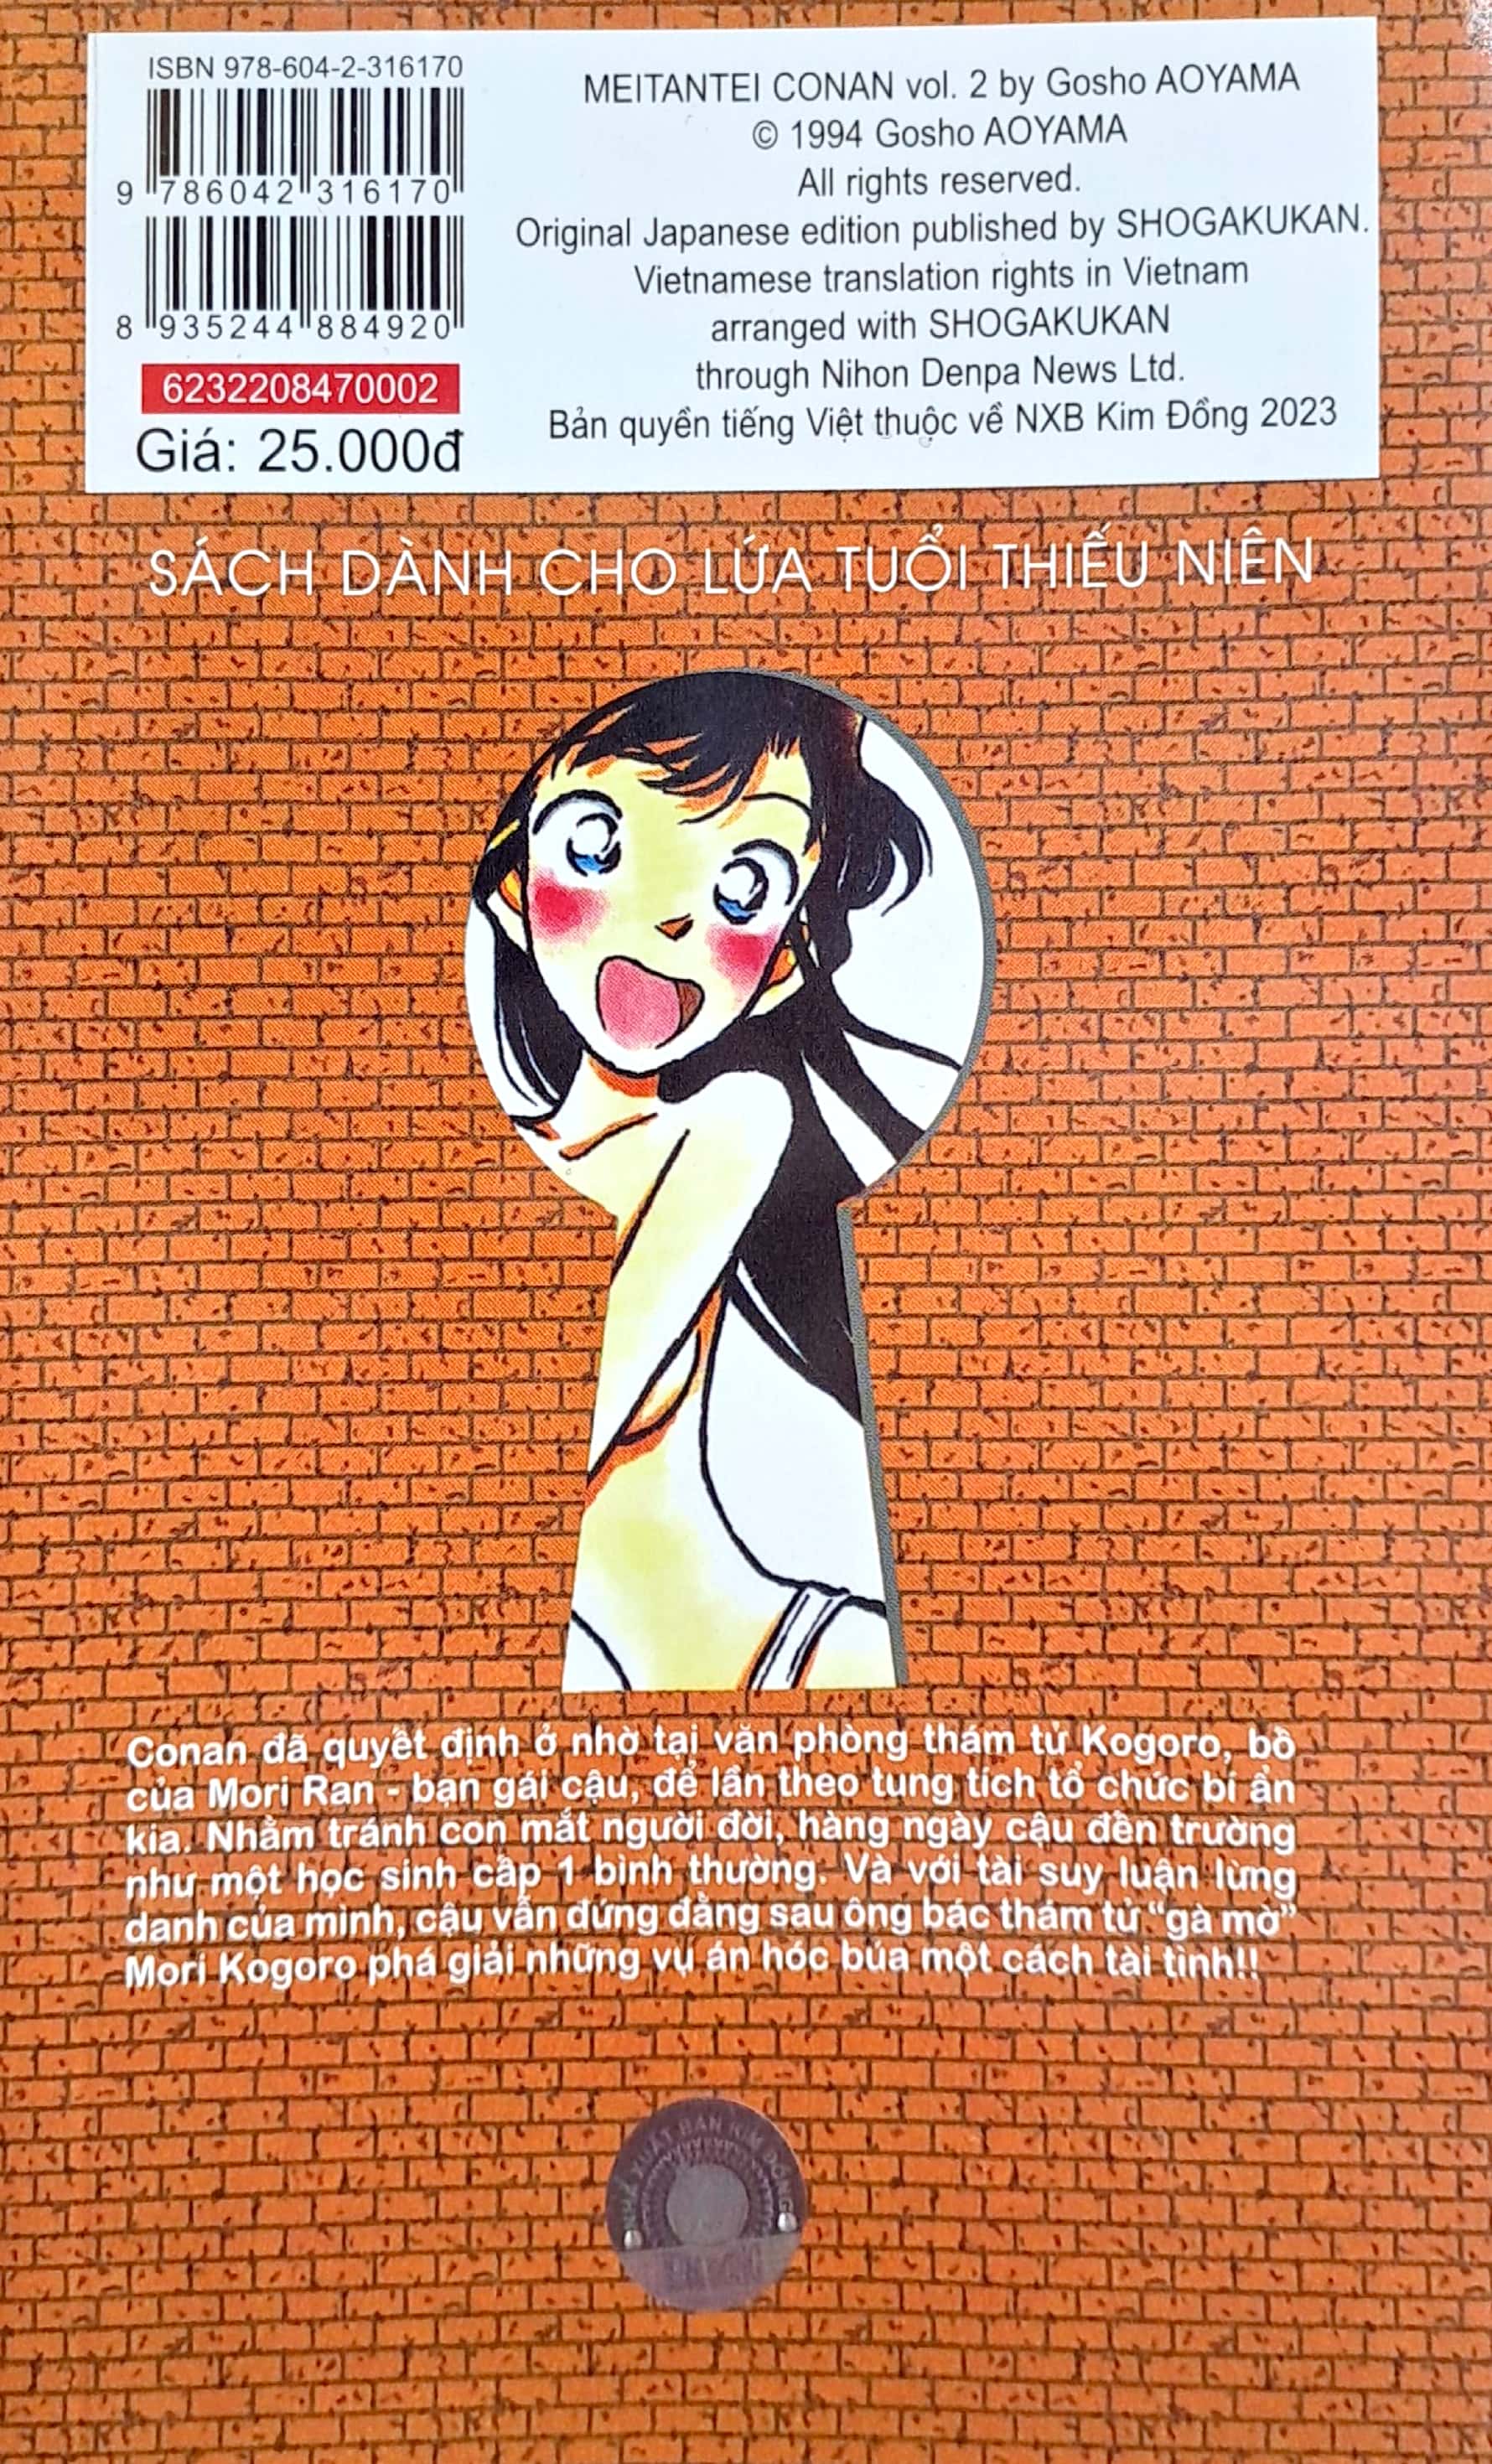 ISBN 978-604-2-316170
9 786042 316170
8 935244 884920
6232208470002
Giá: 25.000đ
MEITANTEI CONAN vol. 2 by Gosho AOYAMA
© 1994 Gosho AOYAMA
All rights reserved.
Original Japanese edition published by SHOGAKUKAN.
Vietnamese translation rights in Vietnam
arranged with SHOGAKUKAN
through Nihon Denpa News Ltd.
Bản quyền tiếng Việt thuộc về NXB Kim Đồng 2023
SÁCH DÀNH CHO LỨA TUỔI THIẾU NIÊN
Conan đã quyết định ở nhờ tại văn phòng thám tử Kogoro, bố
của Mori Ran - bạn gái cậu, để lần theo tung tích tổ chức bí ẩn
kia. Nhằm tránh con mắt người đời, hàng ngày cậu đến trường
như một học sinh cấp 1 bình thường. Và với tài suy luận lừng
danh của mình, cậu vẫn đứng đằng sau ông bác thám tử “gà mờ”
Mori Kogoro phá giải những vụ án hóc búa một cách tài tình!!
NHÀ XUẤT BẢN KIM ĐỒNG